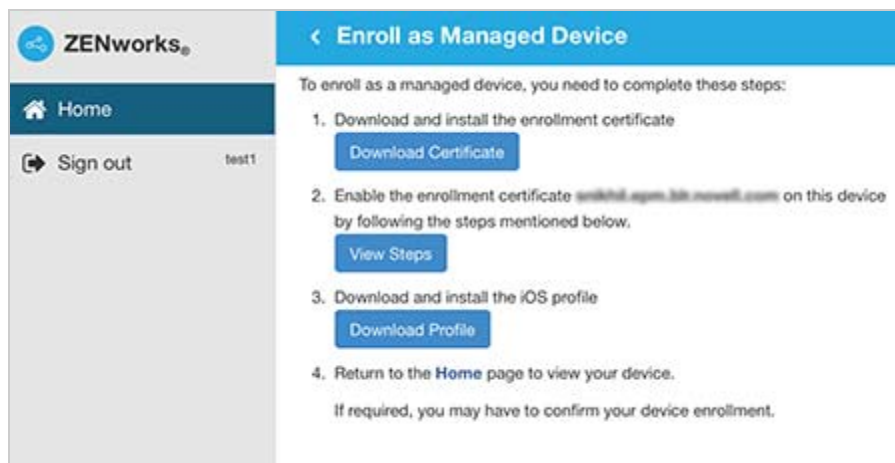 ZENworks®
Enroll as Managed Device
Home
Sign out test1
To enroll as a managed device, you need to complete these steps:
1. Download and install the enrollment certificate
Download Certificate
2. Enable the enrollment certificate on this device
by following the steps mentioned below.
View Steps
3. Download and install the iOS profile
Download Profile
4. Return to the Home page to view your device.
If required, you may have to confirm your device enrollment.